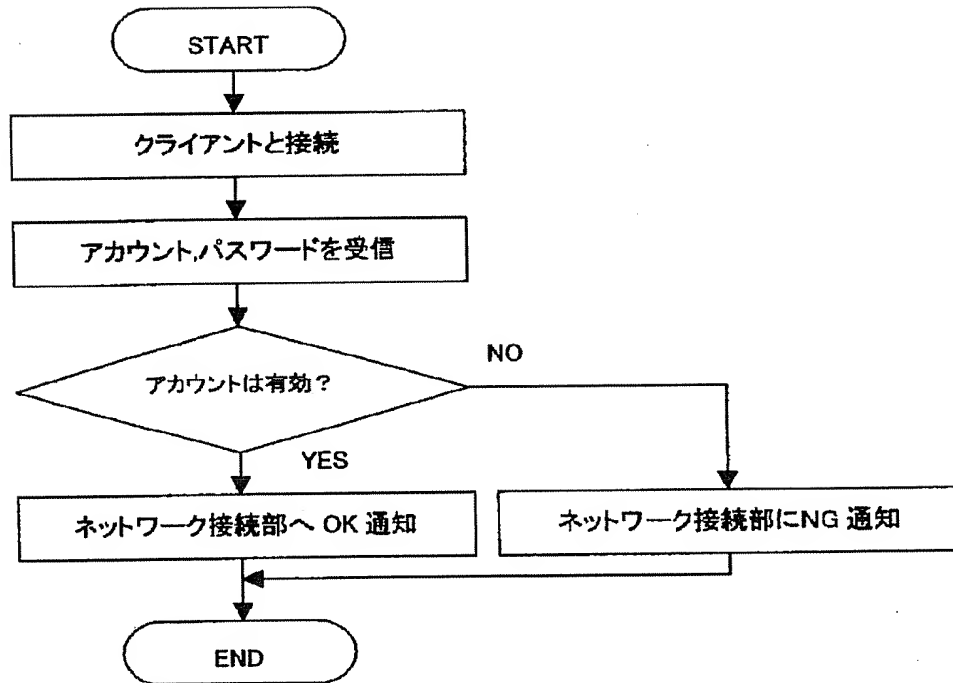 START
クライアントと接続
アカウント,パスワードを受信
アカウントは有効？
NO
YES
ネットワーク接続部へ OK 通知
ネットワーク接続部にNG 通知
END